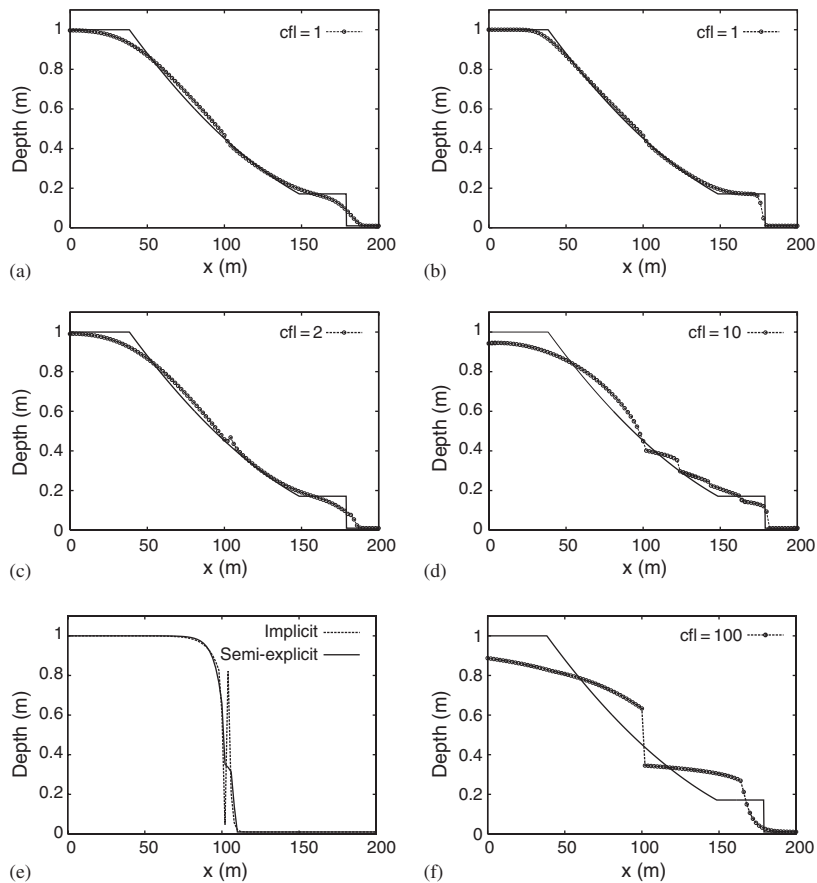 1
0.8
0.6
0.4
0.2
0
Depth (m)
cfl = 1
0 50 100 150 200
x (m)
(a)
1
0.8
0.6
0.4
0.2
0
Depth (m)
cfl = 1
0 50 100 150 200
x (m)
(b)
1
0.8
0.6
0.4
0.2
0
Depth (m)
cfl = 2
0 50 100 150 200
x (m)
(c)
1
0.8
0.6
0.4
0.2
0
Depth (m)
cfl = 10
0 50 100 150 200
x (m)
(d)
1
0.8
0.6
0.4
0.2
0
Depth (m)
Implicit
Semi-explicit
0 50 100 150 200
x (m)
(e)
1
0.8
0.6
0.4
0.2
0
Depth (m)
cfl = 100
0 50 100 150 200
x (m)
(f)